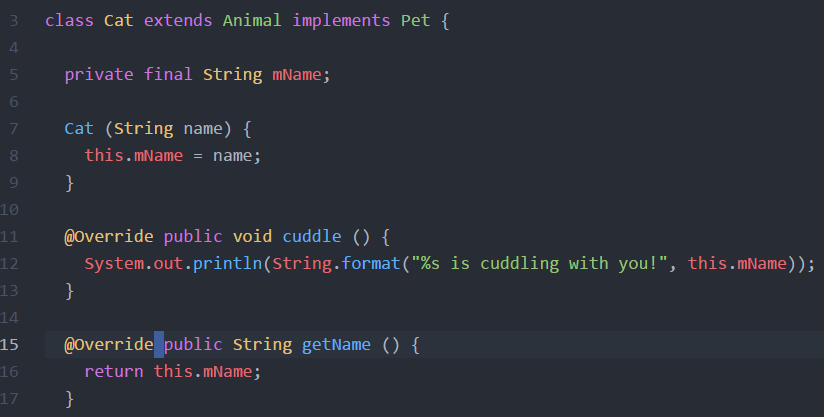 3 class Cat extends Animal implements Pet {
4
5 private final String mName;
6
7 Cat (String name) {
8 this.mName = name;
9 }
10
11 @Override public void cuddle () {
12 System.out.println(String.format("%s is cuddling with you!", this.mName));
13 }
14
15 @Override public String getName () {
16 return this.mName;
17 }